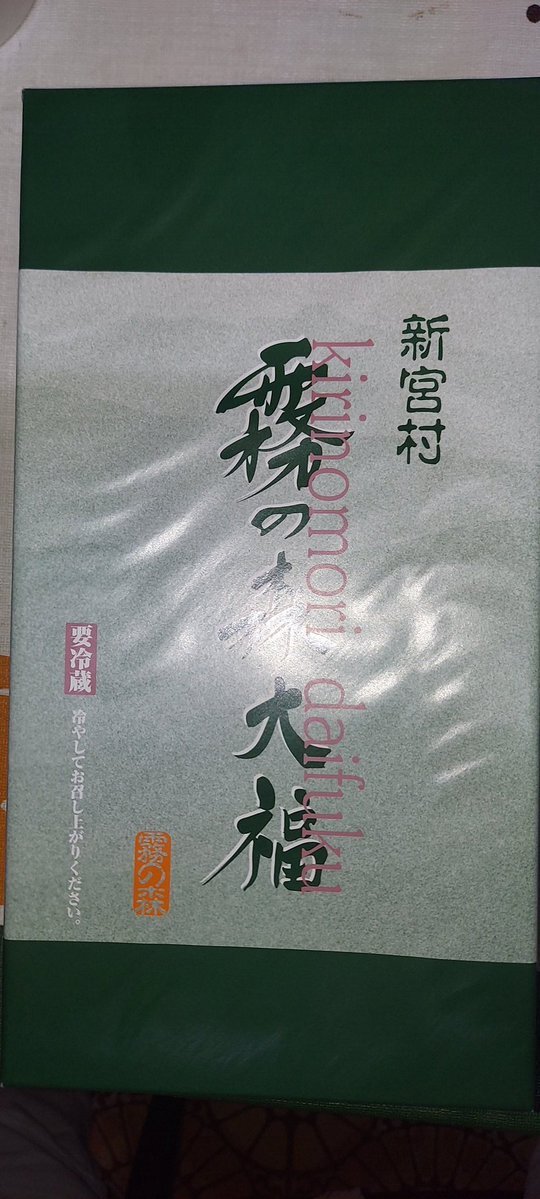 新宮村
kirinomori daifuku
霧の森大福
要冷蔵
冷やしてお召し上がりください。
霧の森